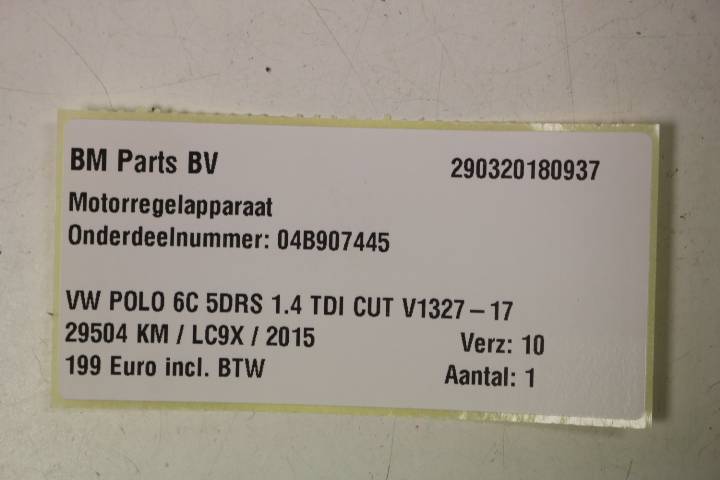 BM Parts BV 290320180937
Motorregelapparaat
Onderdeelnummer: 04B907445
VW POLO 6C 5DRS 1.4 TDI CUT V1327-17
29504 KM / LC9X / 2015 Verz: 10
199 Euro incl. BTW Aantal: 1